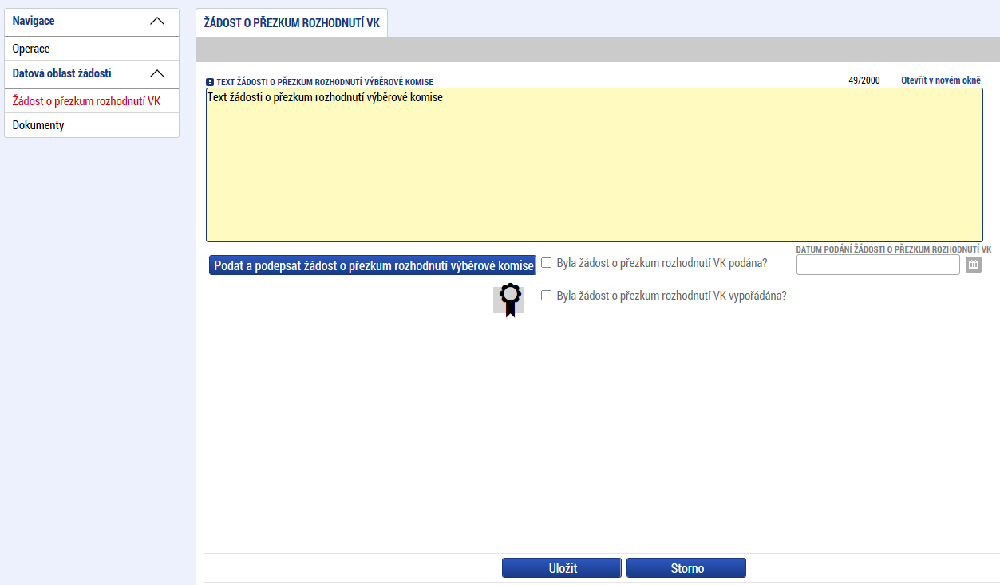 Navigace
Operace
Datová oblast žádosti
Žádost o přezkum rozhodnutí VK
Dokumenty
ŽÁDOST O PŘEZKUM ROZHODNUTÍ VK
TEXT ŽÁDOSTI O PŘEZKUM ROZHODNUTÍ VÝBĚROVÉ KOMISE 49/2000 Otevřít v novém okně
Text žádosti o přezkum rozhodnutí výběrové komise
DATUM PODÁNÍ ŽÁDOSTI O PŘEZKUM ROZHODNUTÍ VK
Podat a podepsat žádost o přezkum rozhodnutí výběrové komise Byla žádost o přezkum rozhodnutí VK podána?
Byla žádost o přezkum rozhodnutí VK vypořádána?
Uložit Storno